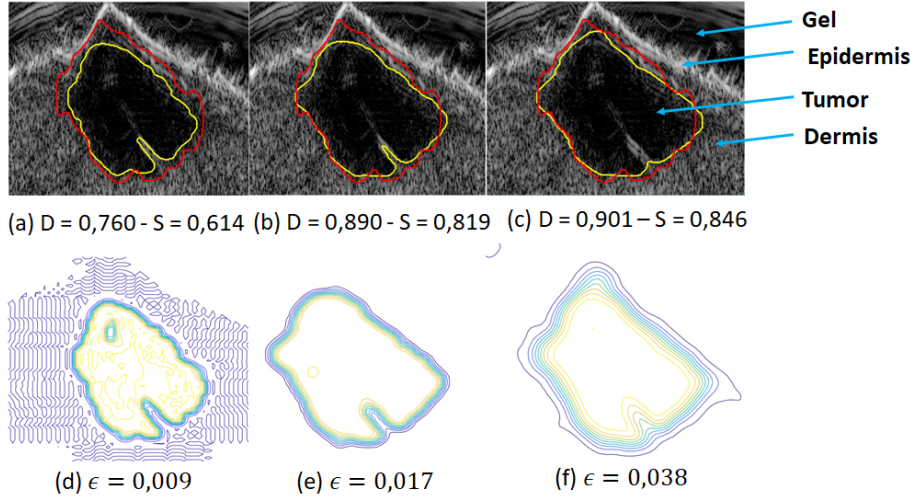 Gel
Epidermis
Tumor
Dermis
(a) D = 0,760 - S = 0,614
(b) D = 0,890 - S = 0,819
(c) D = 0,901 – S = 0,846
(d) ϵ = 0,009
(e) ϵ = 0,017
(f) ϵ = 0,038